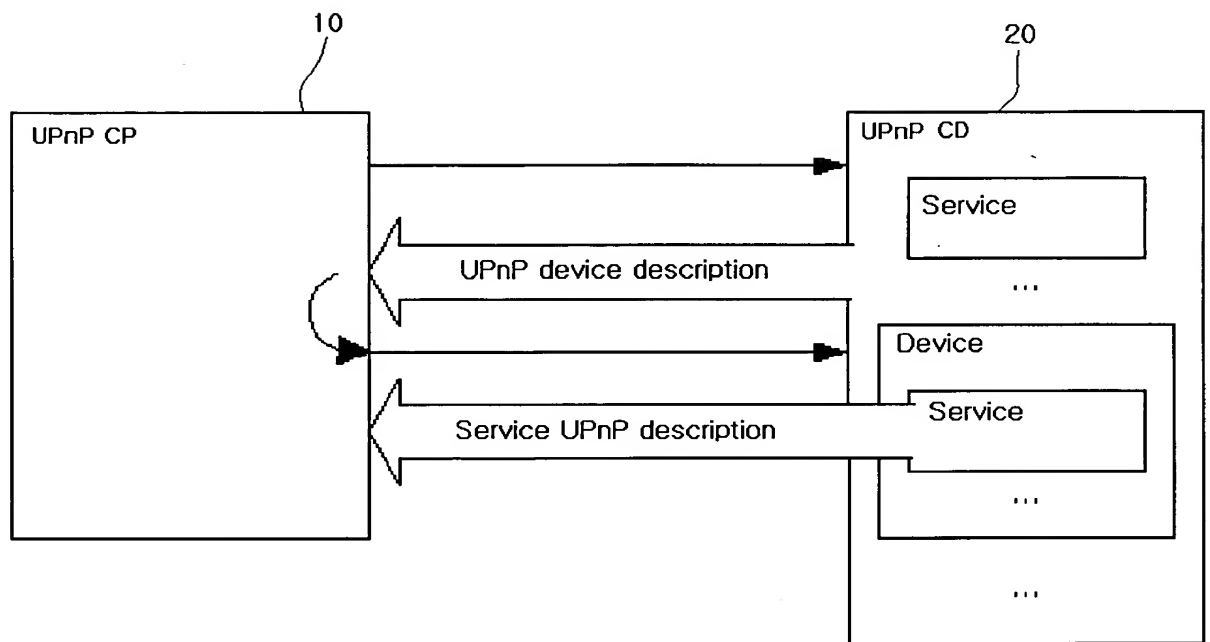 10
20
UPnP CP
UPnP CD
Service
UPnP device description
...
Device
Service
Service UPnP description
...
...